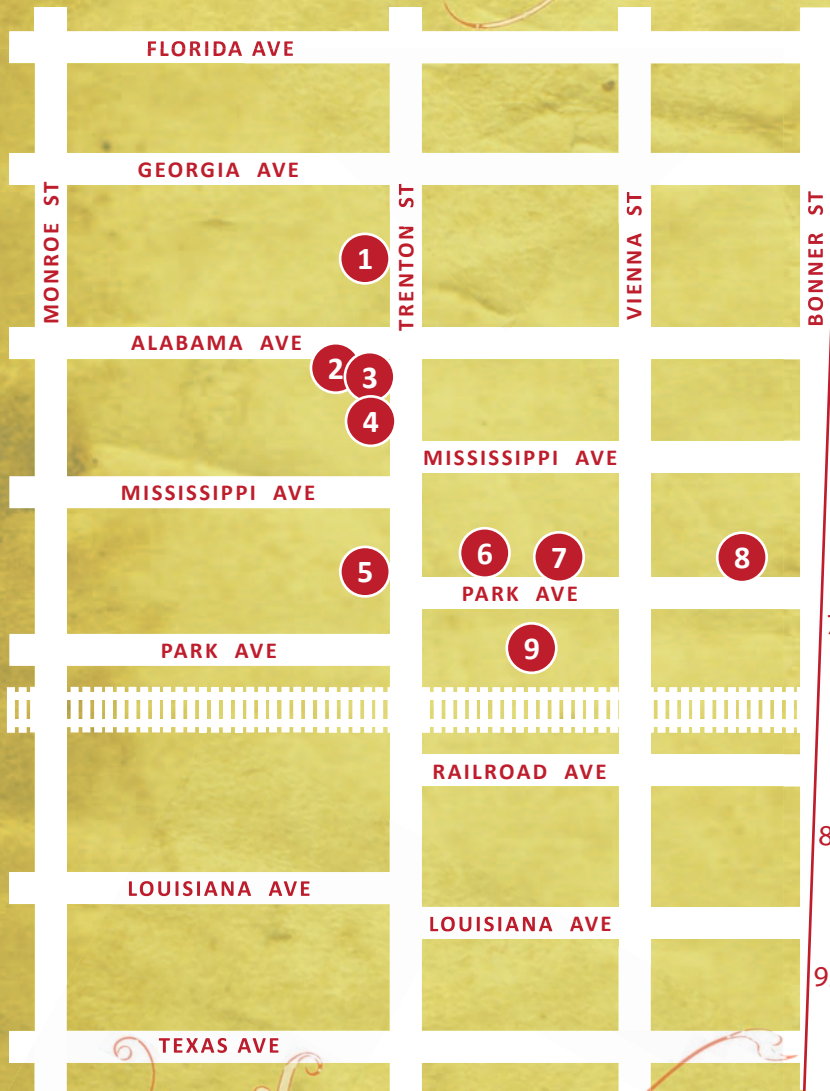 FLORIDA AVE
GEORGIA AVE
MONROE ST
TRENTON ST
VIENNA ST
BONNER ST
1
ALABAMA AVE
2
3
4
MISSISSIPPI AVE
MISSISSIPPI AVE
5
6
7
8
PARK AVE
9
PARK AVE
RAILROAD AVE
8
LOUISIANA AVE
LOUISIANA AVE
9
TEXAS AVE